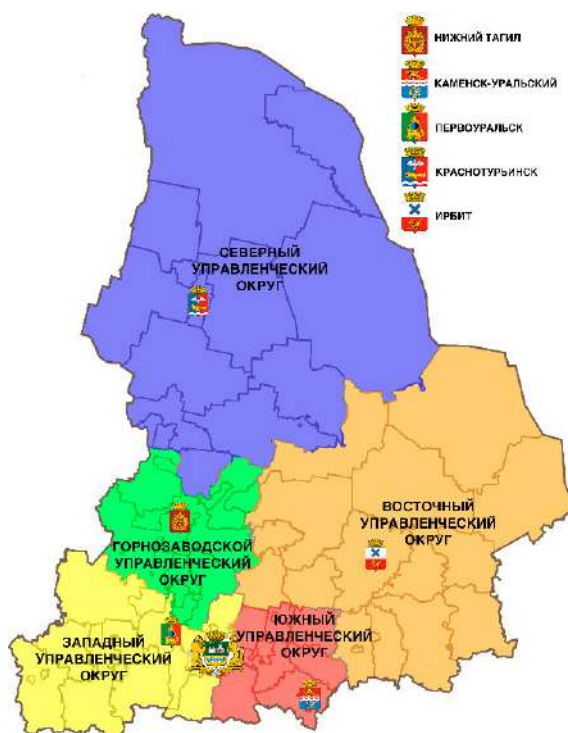 НИЖНИЙ ТАГИЛ
КАМЕНСК-УРАЛЬСКИЙ
ПЕРВОУРАЛЬСК
КРАСНОТУРЬИНСК
ИРБИТ
СЕВЕРНЫЙ
УПРАВЛЕНЧЕСКИЙ
ОКРУГ
ВОСТОЧНЫЙ
УПРАВЛЕНЧЕСКИЙ
ОКРУГ
ГОРНОЗАВОДСКОЙ
УПРАВЛЕНЧЕСКИЙ
ОКРУГ
ЗАПАДНЫЙ
УПРАВЛЕНЧЕСКИЙ
ОКРУГ
ЮЖНЫЙ
УПРАВЛЕНЧЕСКИЙ
ОКРУГ